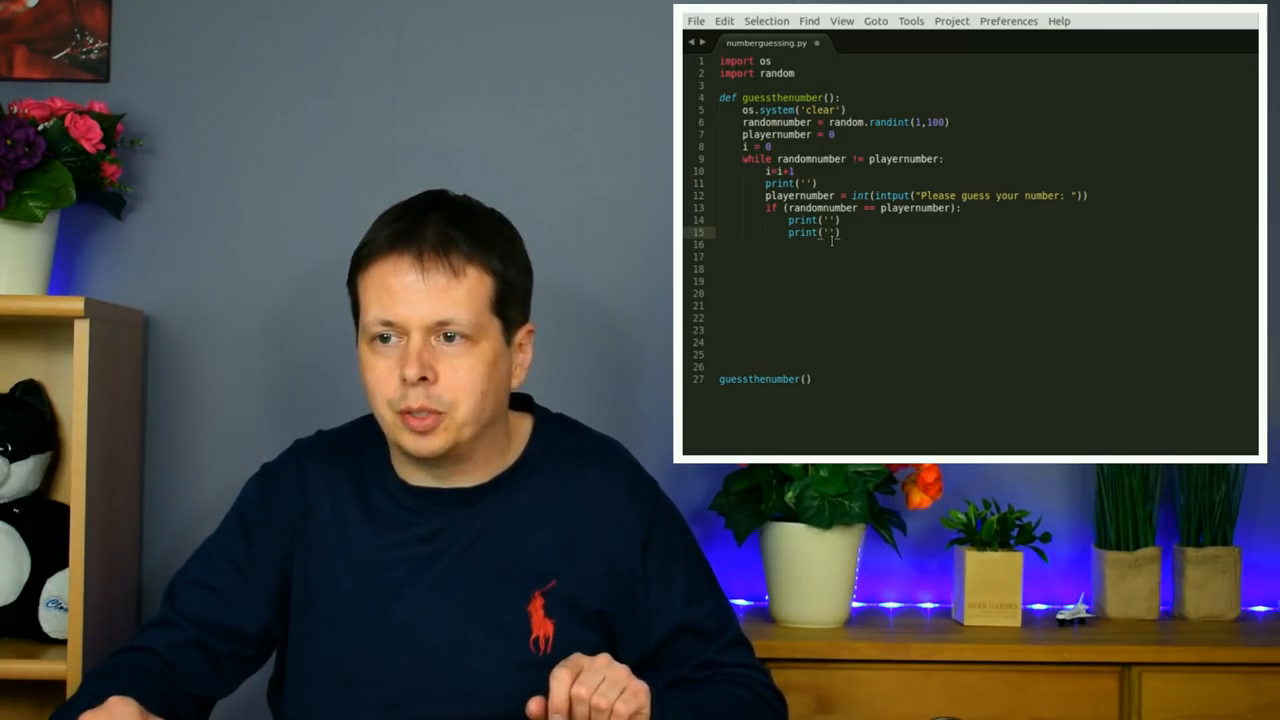 File Edit Selection Find View Goto Tools Project Preferences Help
numberguessing.py
1 import os
2 import random
3
4 def guessthenumber():
5 os.system('clear')
6 randomnumber = random.randint(1,100)
7 playernumber = 0
8 i = 0
9 while randomnumber != playernumber:
10 i=i+1
11 print('')
12 playernumber = int(intput("Please guess your number: "))
13 if (randomnumber == playernumber):
14 print('')
15 print('')
16
17
18
19
20
21
22
23
24
25
26
27 guessthenumber()
HERB GARDEN